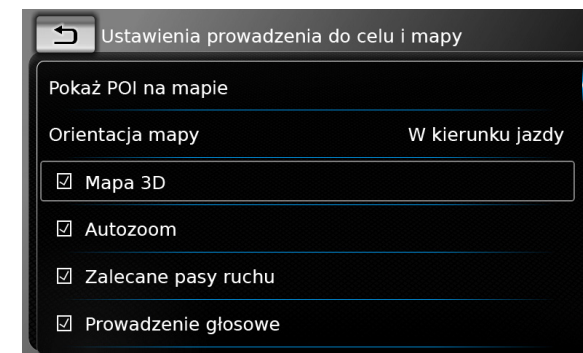 Ustawienia prowadzenia do celu i mapy
Pokaż POI na mapie
Orientacja mapy W kierunku jazdy
Mapa 3D
Autozoom
Zalecane pasy ruchu
Prowadzenie głosowe